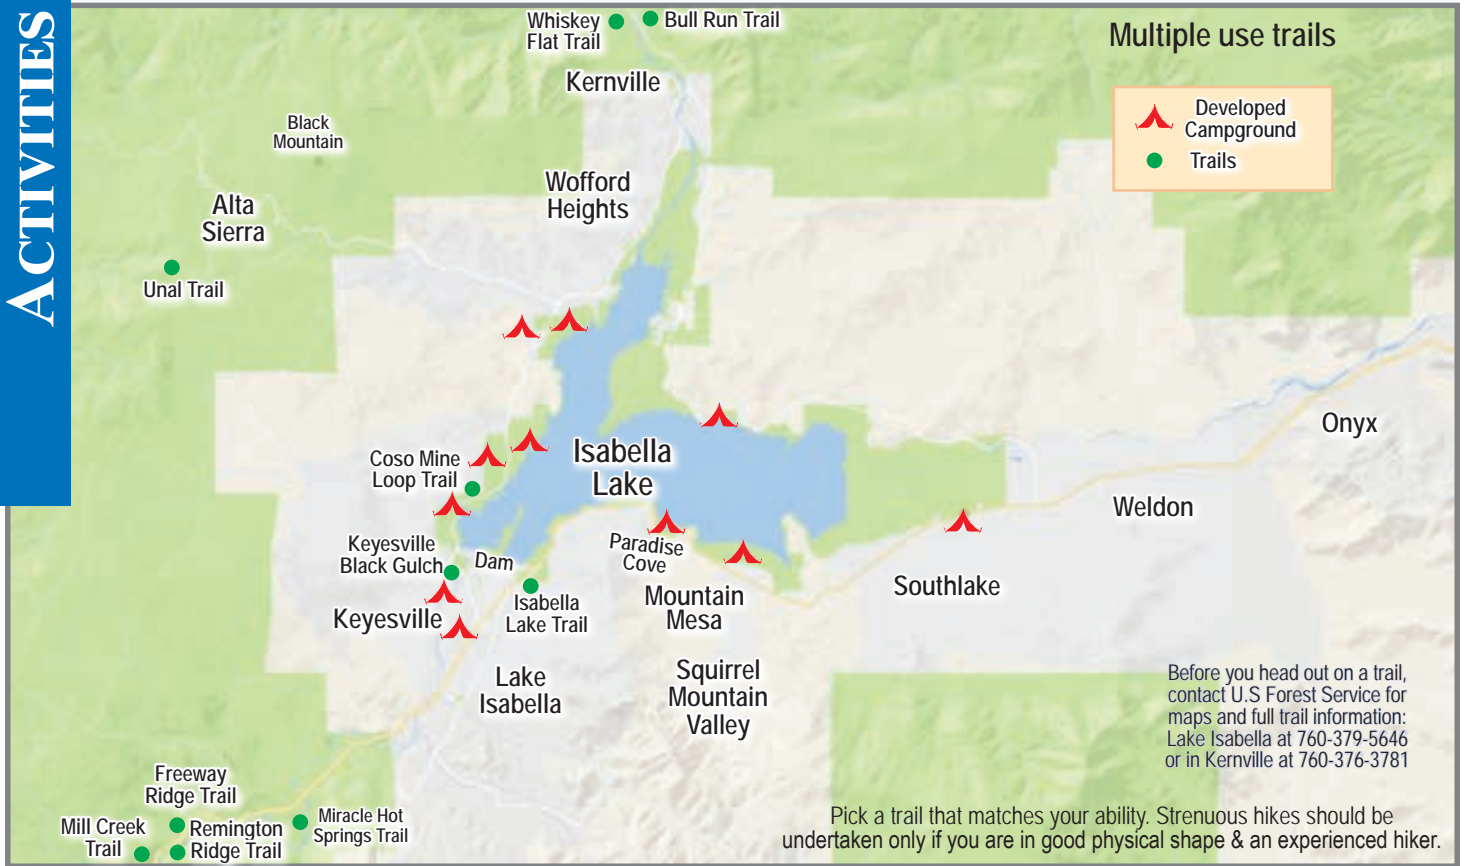 ACTIVITIES
Whiskey
Flat Trail
Bull Run Trail
Multiple use trails
Kernville
Developed
Campground
Trails
Black
Mountain
Wofford
Heights
Alta
Sierra
Unal Trail
Onyx
Coso Mine
Loop Trail
Isabella
Lake
Weldon
Keyesville
Black Gulch
Dam
Paradise
Cove
Southlake
Keyesville
Isabella
Lake Trail
Mountain
Mesa
Lake
Isabella
Squirrel
Mountain
Valley
Before you head out on a trail,
contact U.S Forest Service for
maps and full trail information:
Lake Isabella at 760-379-5646
or in Kernville at 760-376-3781
Freeway
Ridge Trail
Mill Creek
Trail
Remington
Ridge Trail
Miracle Hot
Springs Trail
Pick a trail that matches your ability. Strenuous hikes should be
undertaken only if you are in good physical shape & an experienced hiker.